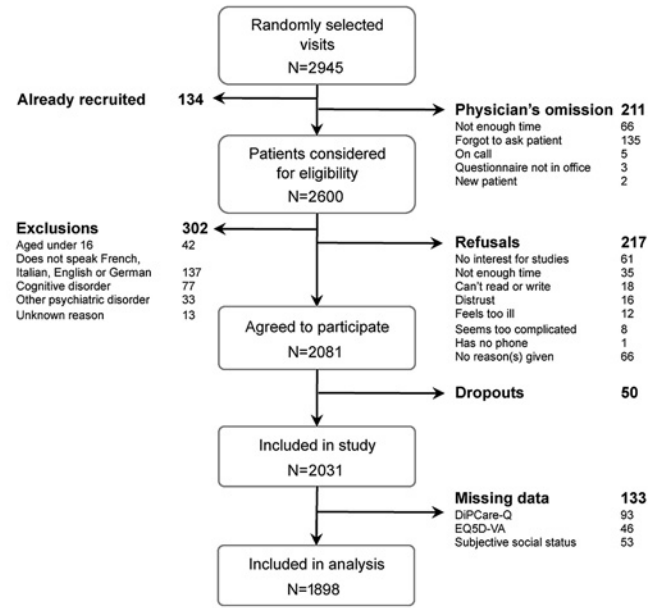 Randomly selected
visits
N=2945
Already recruited 134
Physician's omission 211
Not enough time 66
Forgot to ask patient 135
On call 5
Questionnaire not in office 3
New patient 2
Patients considered
for eligibility
N=2600
Exclusions 302
Aged under 16 42
Does not speak French,
Italian, English or German 137
Cognitive disorder 77
Other psychiatric disorder 33
Unknown reason 13
Refusals 217
No interest for studies 61
Not enough time 35
Can't read or write 18
Distrust 16
Feels too ill 12
Seems too complicated 8
Has no phone 1
No reason(s) given 66
Agreed to participate
N=2081
Dropouts 50
Included in study
N=2031
Missing data 133
DiPCare-Q 93
EQ5D-VA 46
Subjective social status 53
Included in analysis
N=1898